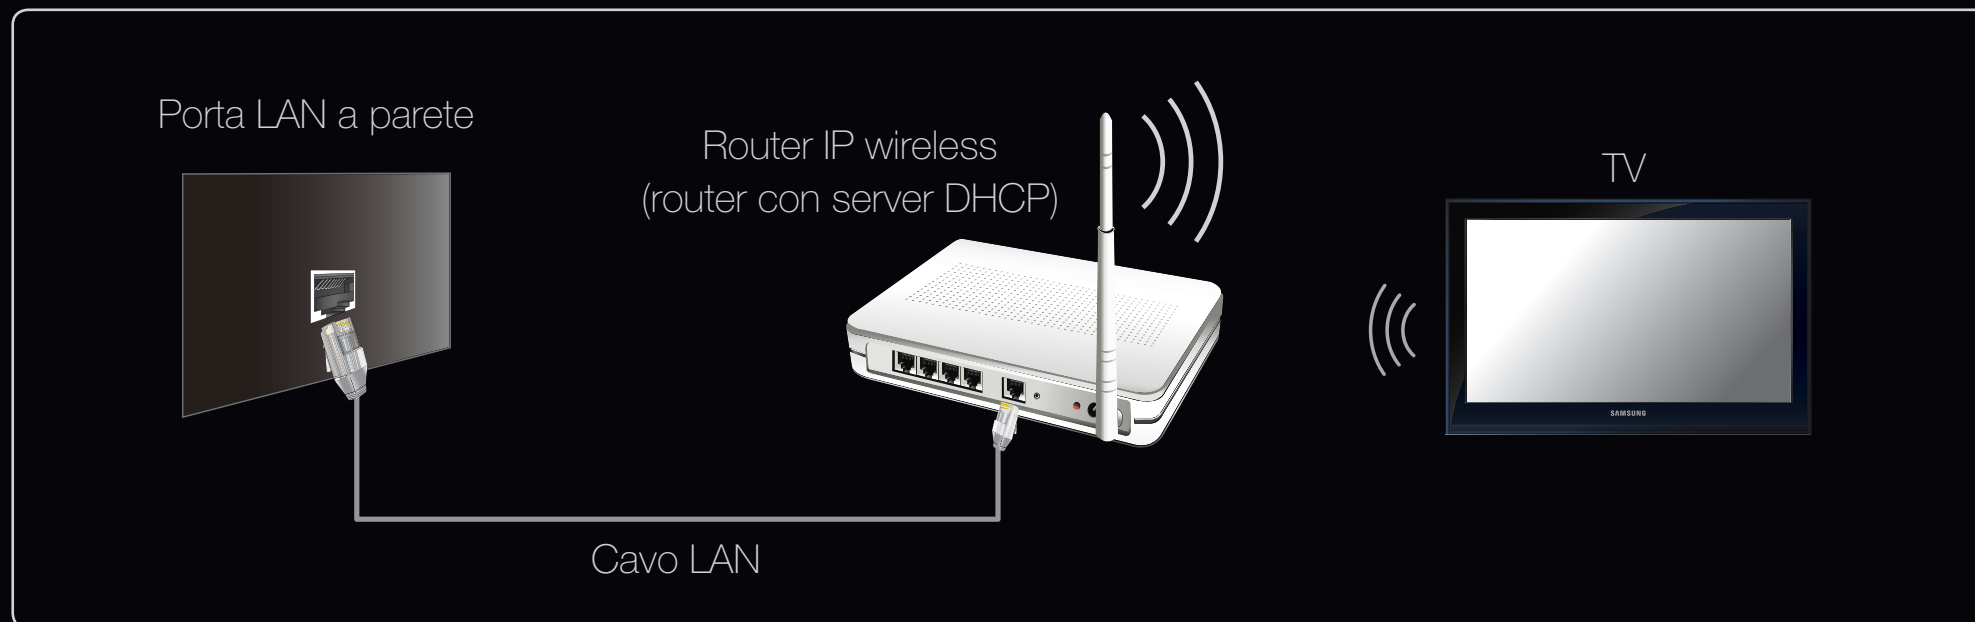 Porta LAN a parete
Router IP wireless
(router con server DHCP)
TV
SAMSUNG
Cavo LAN